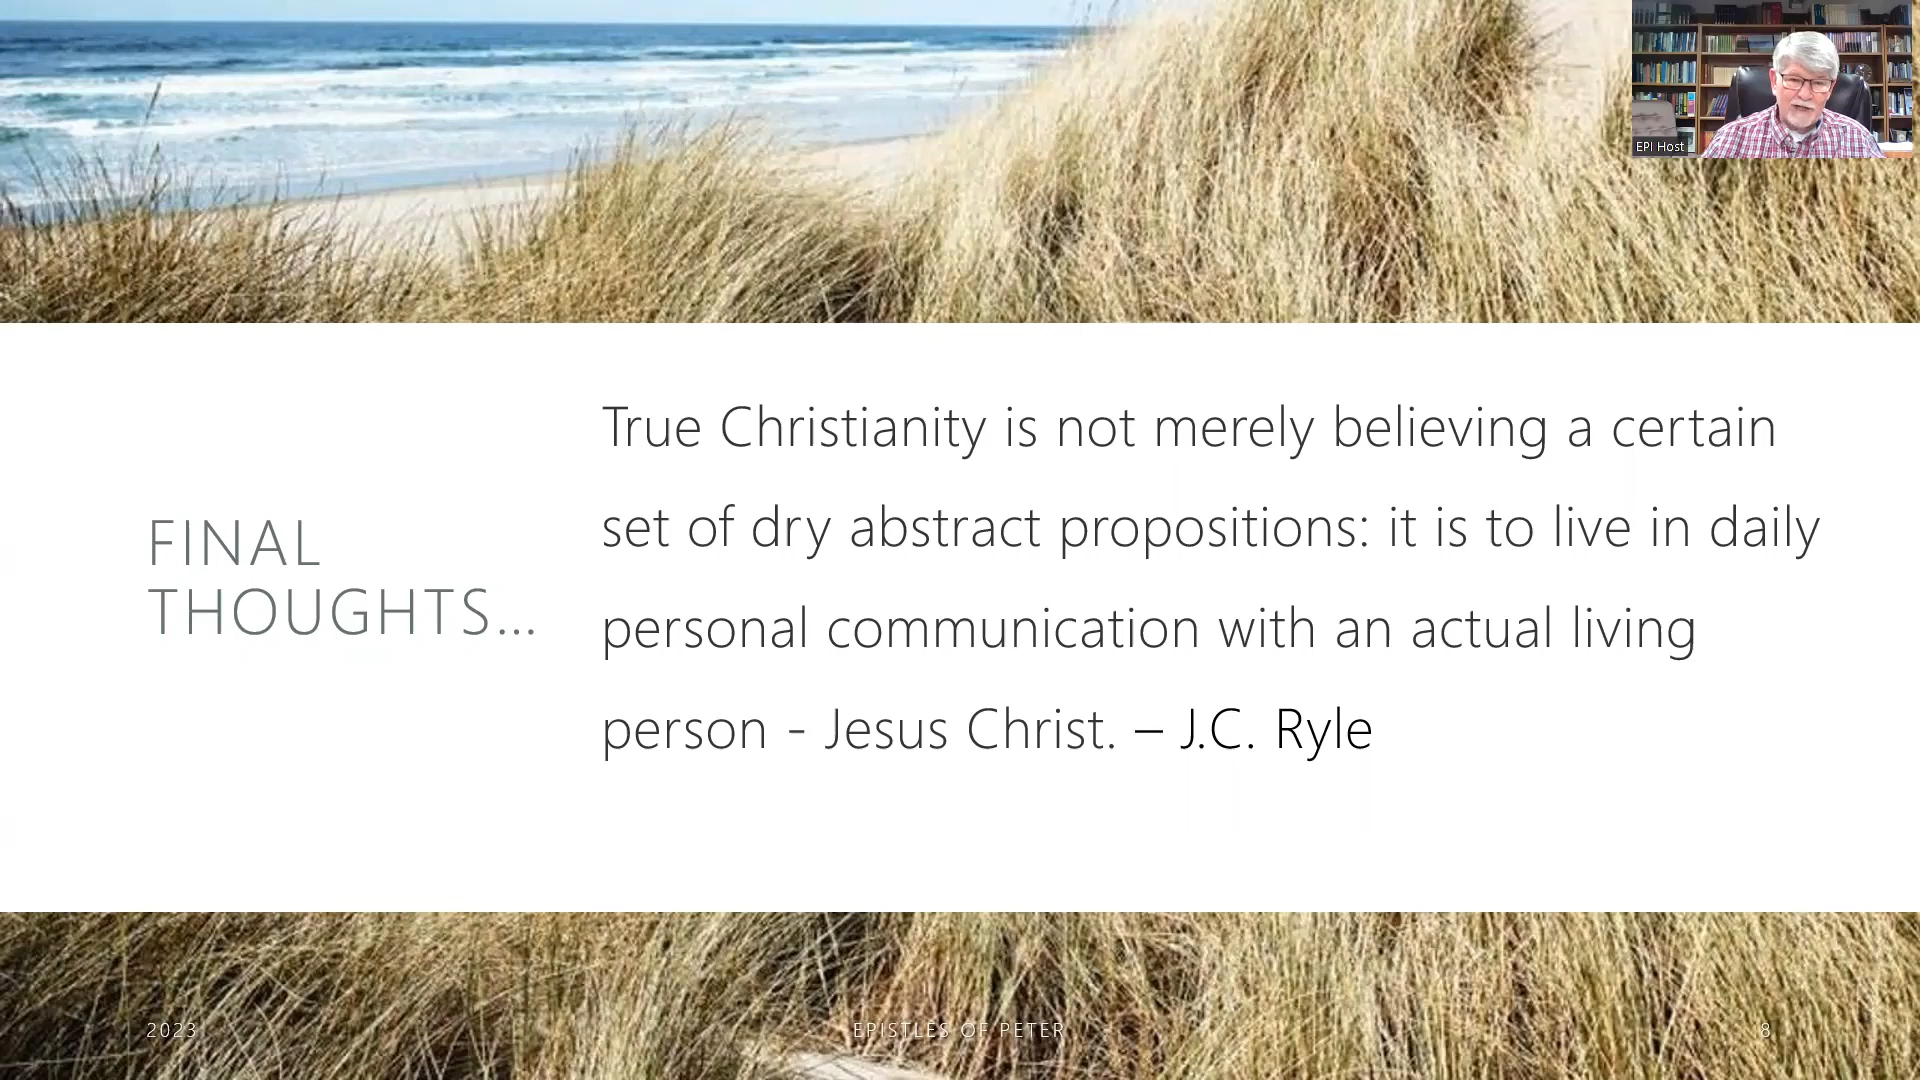 EPI Host
FINAL
THOUGHTS...
True Christianity is not merely believing a certain
set of dry abstract propositions: it is to live in daily
personal communication with an actual living
person - Jesus Christ. – J.C. Ryle
2023
EPISTLES OF PETER
8